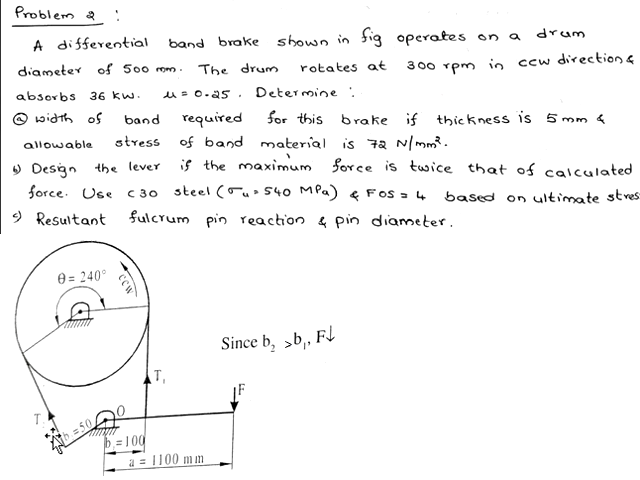 Problem 2 :
A differential band brake shown in fig operates on a drum
diameter of 500 mm. The drum rotates at 300 rpm in ccw direction &
absorbs 36 kW. μ = 0.25. Determine :
a) width of band required for this brake if thickness is 5 mm &
allowable stress of band material is 72 N/mm².
b) Design the lever if the maximum force is twice that of calculated
force. Use C30 steel (σu = 540 MPa) & FOS = 4 based on ultimate stres
c) Resultant fulcrum pin reaction & pin diameter.
θ = 240°
ccw
Since b₂ >b₁, F↓
T₁
F
T
O
b =50
b =100
a = 1100 mm